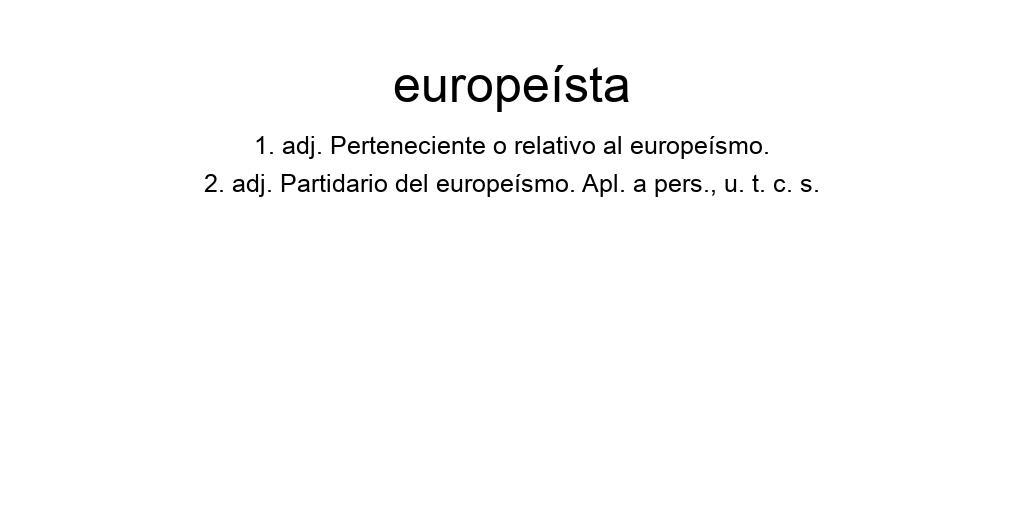 europeísta
1. adj. Perteneciente o relativo al europeísmo.
2. adj. Partidario del europeísmo. Apl. a pers., u. t. c. s.